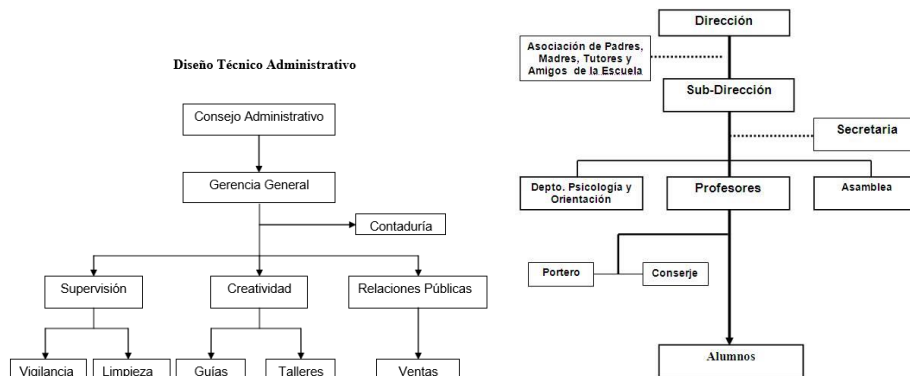 Diseño Técnico Administrativo
Consejo Administrativo
Gerencia General
Contaduría
Supervisión
Creatividad
Relaciones Públicas
Vigilancia
Limpieza
Guías
Talleres
Ventas
Dirección
Asociación de Padres,
Madres, Tutores y
Amigos de la Escuela
Sub-Dirección
Secretaria
Depto. Psicología y
Orientación
Profesores
Asamblea
Portero
Conserje
Alumnos